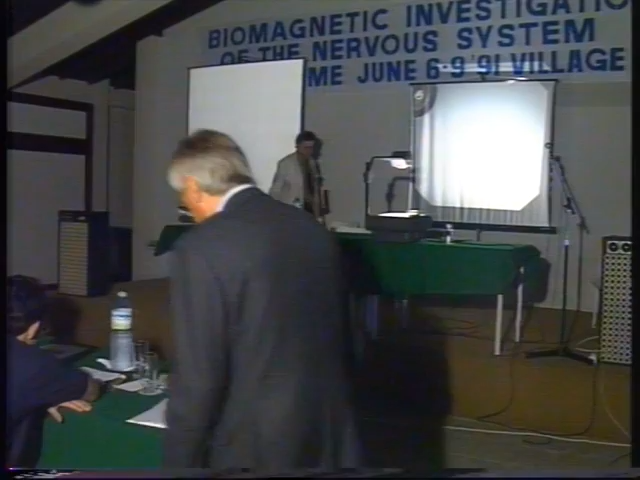 BIOMAGNETIC INVESTIGATIO
OF THE NERVOUS SYSTEM
ME JUNE 6-9 '91 VILLAGE